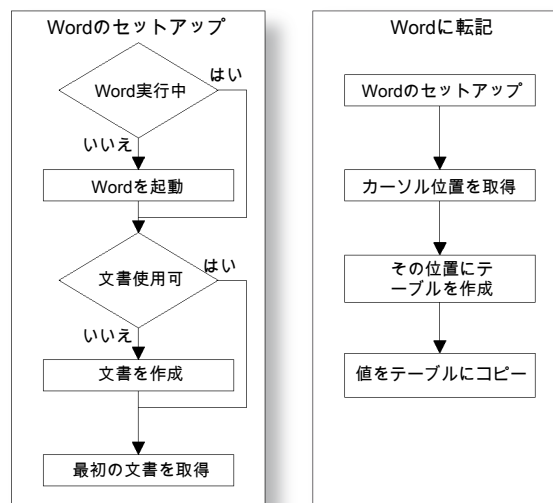 Wordのセットアップ
Word実行中
はい
いいえ
Wordを起動
文書使用可
はい
いいえ
文書を作成
最初の文書を取得
Wordに転記
Wordのセットアップ
カーソル位置を取得
その位置にテ
ーブルを作成
値をテーブルにコピー